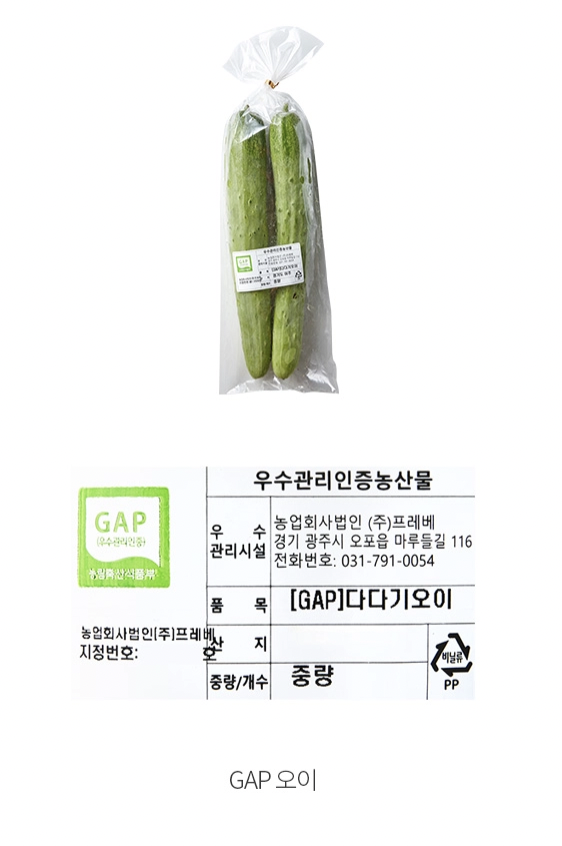 우수관리인증농산물
GAP
(우수관리인증)
농림축산식품부
우 수
관리시설
농업회사법인 (주)프레베
경기 광주시 오포읍 마루들길 116
전화번호: 031-791-0054
품 목
[GAP]다다기오이
농업회사법인(주)프레베
지정번호: 호
산 지
중량/개수
중량
비닐류
PP
GAP 오이